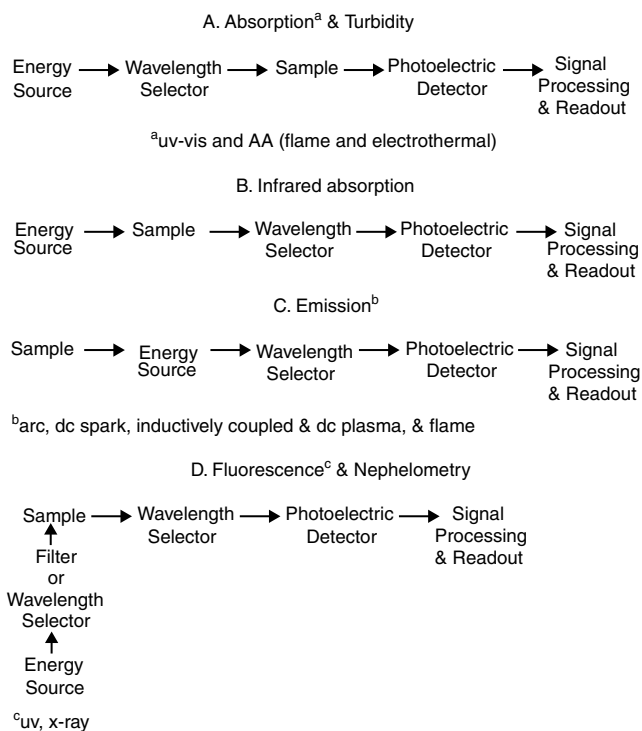 A. Absorptionᵃ & Turbidity
Energy Source
Wavelength Selector
Sample
Photoelectric Detector
Signal Processing & Readout
ᵃuv-vis and AA (flame and electrothermal)
B. Infrared absorption
Energy Source
Sample
Wavelength Selector
Photoelectric Detector
Signal Processing & Readout
C. Emissionᵇ
Sample
Energy Source
Wavelength Selector
Photoelectric Detector
Signal Processing & Readout
ᵇarc, dc spark, inductively coupled & dc plasma, & flame
D. Fluorescenceᶜ & Nephelometry
Sample
Wavelength Selector
Photoelectric Detector
Signal Processing & Readout
Filter or Wavelength Selector
Energy Source
ᶜuv, x-ray